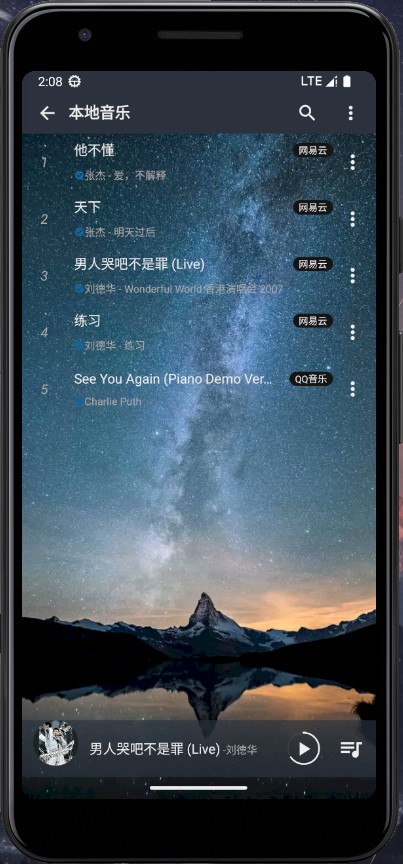 2:08 LTE
本地音乐
1 他不懂 网易云
张杰 - 爱，不解释
2 天下 网易云
张杰 - 明天过后
3 男人哭吧不是罪 (Live) 网易云
刘德华 - Wonderful World 香港演唱会 2007
4 练习 网易云
刘德华 - 练习
5 See You Again (Piano Demo Ver... QQ音乐
Charlie Puth
男人哭吧不是罪 (Live) -刘德华